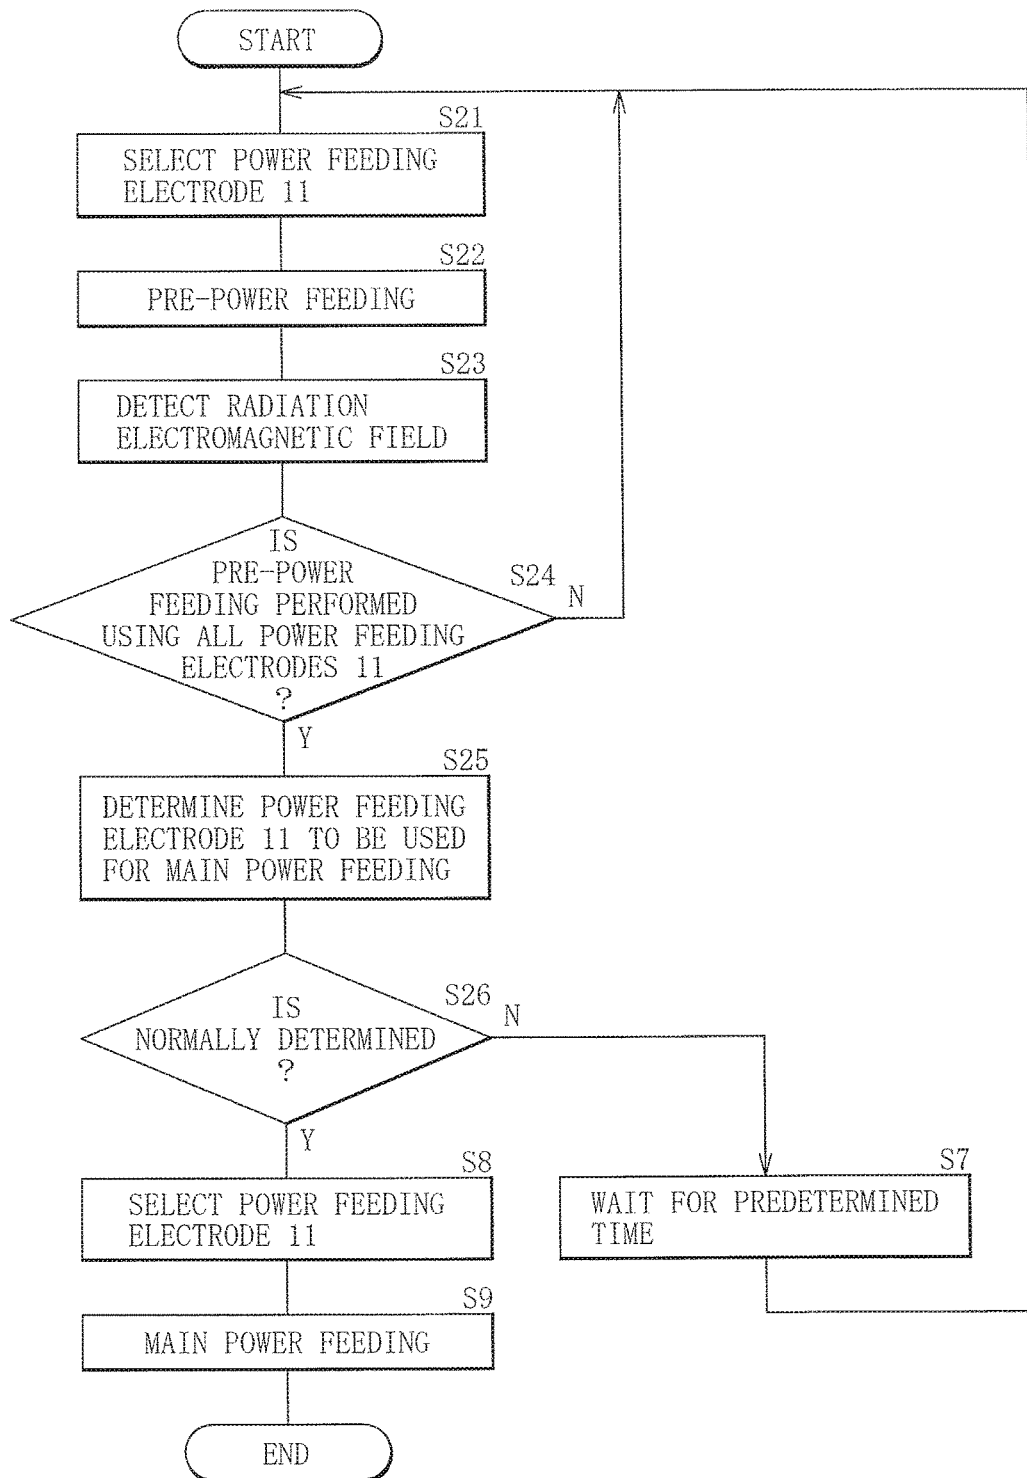 START
S21
SELECT POWER FEEDING
ELECTRODE 11
S22
PRE-POWER FEEDING
S23
DETECT RADIATION
ELECTROMAGNETIC FIELD
S24
IS
PRE-POWER
FEEDING PERFORMED
USING ALL POWER FEEDING
ELECTRODES 11
?
N
Y
S25
DETERMINE POWER FEEDING
ELECTRODE 11 TO BE USED
FOR MAIN POWER FEEDING
S26
IS
NORMALLY DETERMINED
?
N
Y
S8
SELECT POWER FEEDING
ELECTRODE 11
S7
WAIT FOR PREDETERMINED
TIME
S9
MAIN POWER FEEDING
END